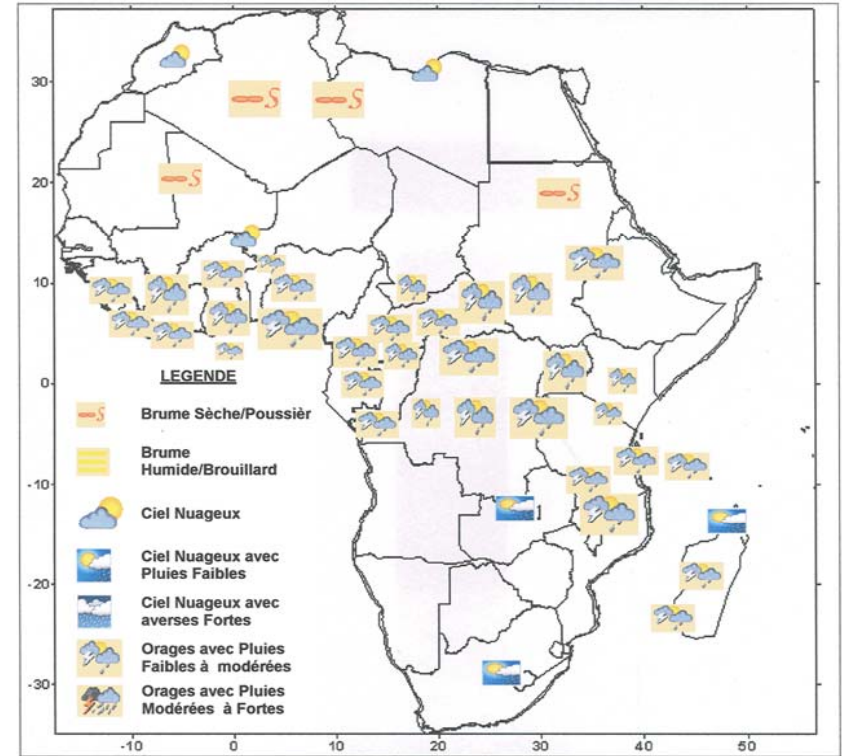 30
20
10
0
-10
-20
-30
-10 0 10 20 30 40 50
S
S
S
S
1
LEGENDE
S
Brume Sèche/Poussièr
Brume
Humide/Brouillard
Ciel Nuageux
Ciel Nuageux avec
Pluies Faibles
Ciel Nuageux avec
averses Fortes
Orages avec Pluies
Faibles à modérées
Orages avec Pluies
Modérées à Fortes